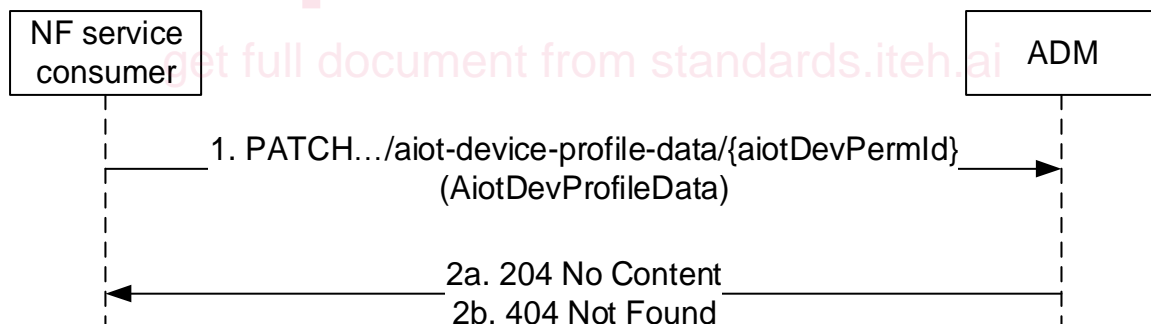 NF service
consumer
ADM
get full document from standards.iteh.ai
1. PATCH…/aiot-device-profile-data/{aiotDevPermId}
(AiotDevProfileData)
2a. 204 No Content
2b. 404 Not Found